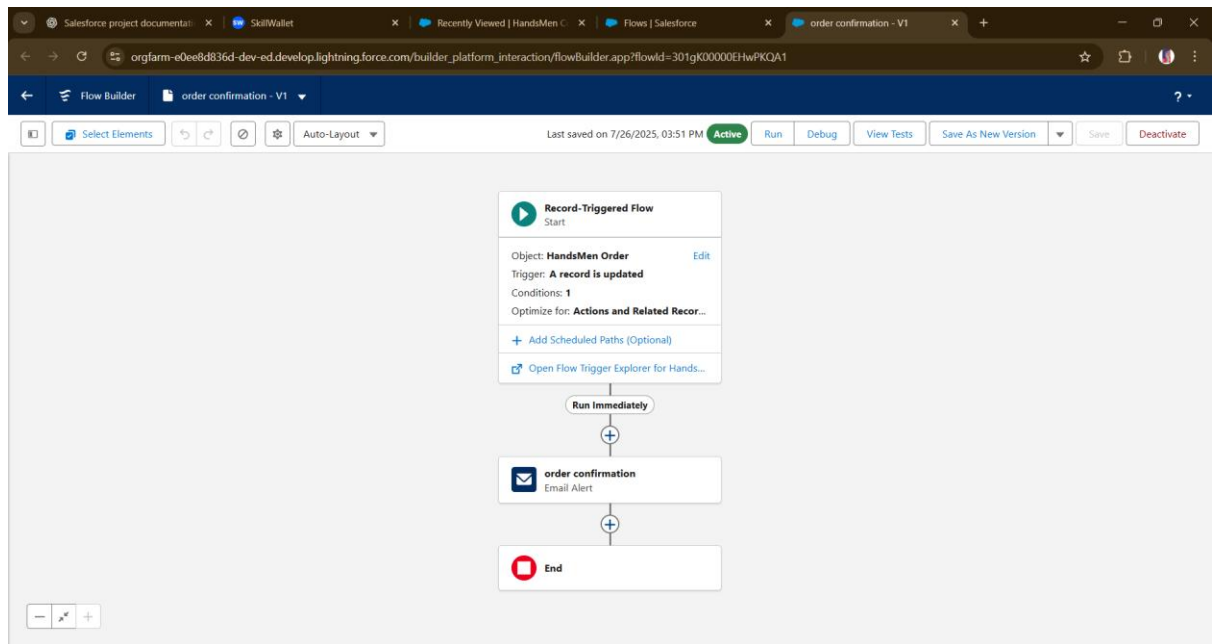 Salesforce project documentati
SkillWallet
Recently Viewed | HandsMen C
Flows | Salesforce
order confirmation - V1
orgfarm-e0ee8d836d-dev-ed.develop.lightning.force.com/builder_platform_interaction/flowBuilder.app?flowId=301gK00000EHwPKQA1
Flow Builder
order confirmation - V1
?
Select Elements
Auto-Layout
Last saved on 7/26/2025, 03:51 PM
Active
Run
Debug
View Tests
Save As New Version
Save
Deactivate
Record-Triggered Flow
Start
Object: HandsMen Order
Edit
Trigger: A record is updated
Conditions: 1
Optimize for: Actions and Related Recor...
+ Add Scheduled Paths (Optional)
Open Flow Trigger Explorer for Hands...
Run Immediately
order confirmation
Email Alert
End